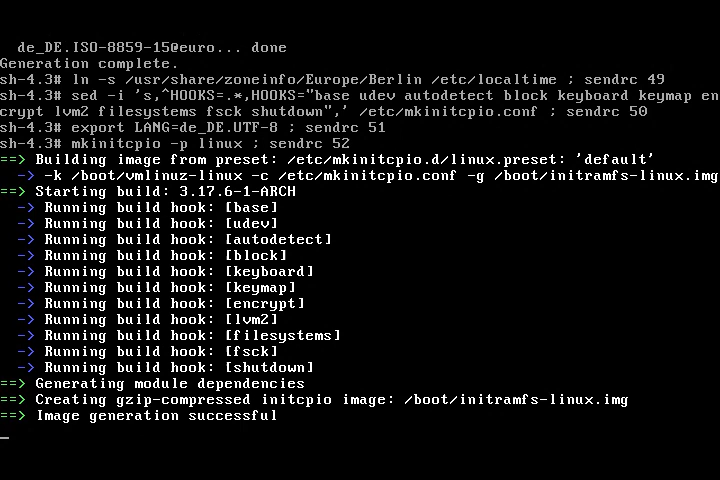 de_DE.ISO-8859-15@euro... done
Generation complete.
sh-4.3# ln -s /usr/share/zoneinfo/Europe/Berlin /etc/localtime ; sendrc 49
sh-4.3# sed -i 's,^HOOKS=.*,HOOKS="base udev autodetect block keyboard keymap en
crypt lvm2 filesystems fsck shutdown",' /etc/mkinitcpio.conf ; sendrc 50
sh-4.3# export LANG=de_DE.UTF-8 ; sendrc 51
sh-4.3# mkinitcpio -p linux ; sendrc 52
==> Building image from preset: /etc/mkinitcpio.d/linux.preset: 'default'
  -> -k /boot/vmlinuz-linux -c /etc/mkinitcpio.conf -g /boot/initramfs-linux.img
==> Starting build: 3.17.6-1-ARCH
  -> Running build hook: [base]
  -> Running build hook: [udev]
  -> Running build hook: [autodetect]
  -> Running build hook: [block]
  -> Running build hook: [keyboard]
  -> Running build hook: [keymap]
  -> Running build hook: [encrypt]
  -> Running build hook: [lvm2]
  -> Running build hook: [filesystems]
  -> Running build hook: [fsck]
  -> Running build hook: [shutdown]
==> Generating module dependencies
==> Creating gzip-compressed initcpio image: /boot/initramfs-linux.img
==> Image generation successful